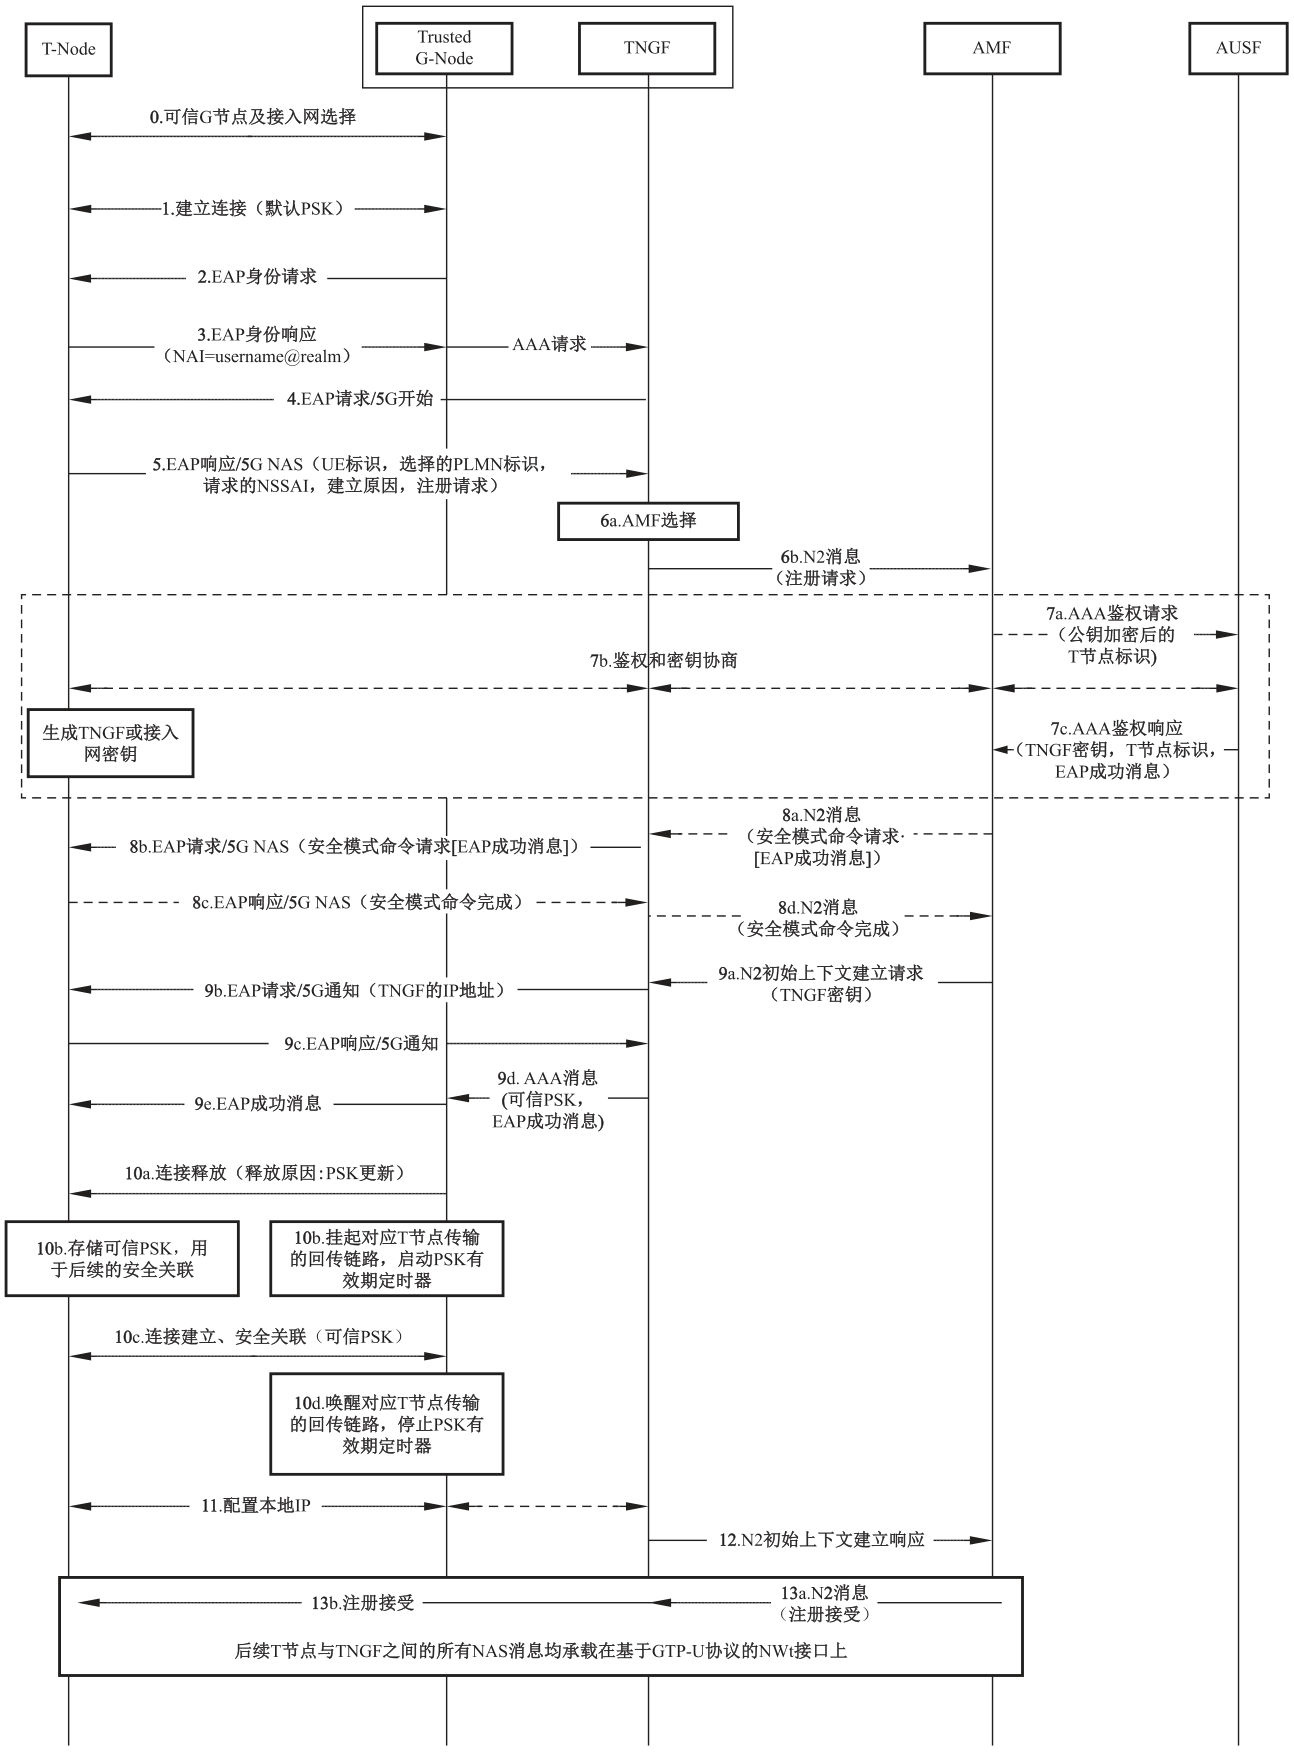 T-Node
Trusted
G-Node
TNGF
AMF
AUSF
0.可信G节点及接入网选择
1.建立连接（默认PSK）
2.EAP身份请求
3.EAP身份响应
（NAI=username@realm）
AAA请求
4.EAP请求/5G开始
5.EAP响应/5G NAS（UE标识，选择的PLMN标识，
请求的NSSAI，建立原因，注册请求）
6a.AMF选择
6b.N2消息
（注册请求）
7a.AAA鉴权请求
（公钥加密后的
T节点标识)
7b.鉴权和密钥协商
生成TNGF或接入
网密钥
7c.AAA鉴权响应
（TNGF密钥，T节点标识，
EAP成功消息）
8a.N2消息
（安全模式命令请求·
[EAP成功消息]）
8b.EAP请求/5G NAS（安全模式命令请求[EAP成功消息]）
8c.EAP响应/5G NAS（安全模式命令完成）
8d.N2消息
（安全模式命令完成）
9a.N2初始上下文建立请求
（TNGF密钥）
9b.EAP请求/5G通知（TNGF的IP地址）
9c.EAP响应/5G通知
9d. AAA消息
(可信PSK，
EAP成功消息)
9e.EAP成功消息
10a.连接释放（释放原因:PSK更新）
10b.存储可信PSK，用
于后续的安全关联
10b.挂起对应T节点传输
的回传链路，启动PSK有
效期定时器
10c.连接建立、安全关联（可信PSK）
10d.唤醒对应T节点传输
的回传链路，停止PSK有
效期定时器
11.配置本地IP
12.N2初始上下文建立响应
13a.N2消息
（注册接受）
13b.注册接受
后续T节点与TNGF之间的所有NAS消息均承载在基于GTP-U协议的NWt接口上